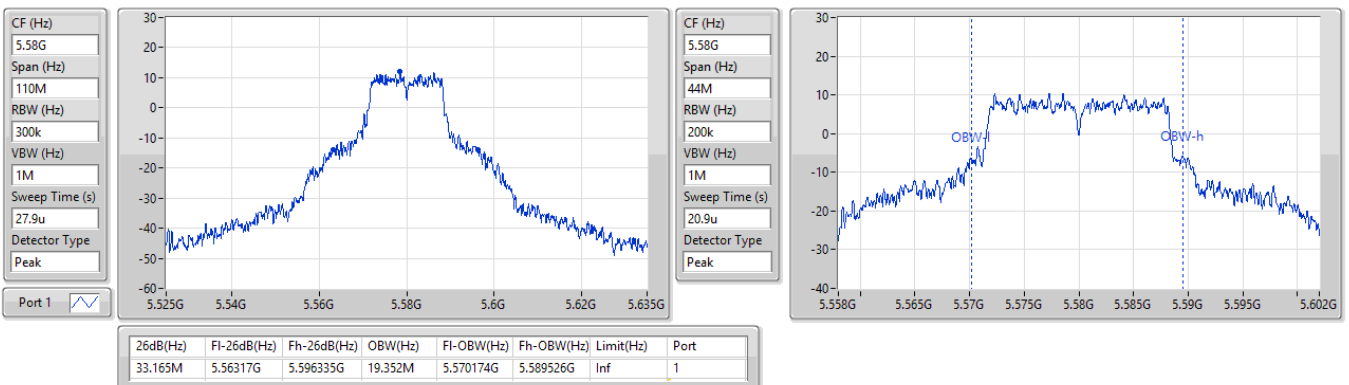 CF (Hz)
5.58G
Span (Hz)
110M
RBW (Hz)
300k
VBW (Hz)
1M
Sweep Time (s)
27.9u
Detector Type
Peak
Port 1
30
20
10
0
-10
-20
-30
-40
-50
-60
5.525G 5.54G 5.56G 5.58G 5.6G 5.62G 5.635G
CF (Hz)
5.58G
Span (Hz)
44M
RBW (Hz)
200k
VBW (Hz)
1M
Sweep Time (s)
20.9u
Detector Type
Peak
30
20
10
0
-10
-20
-30
-40
OBW-l OBW-h
5.558G 5.565G 5.57G 5.575G 5.58G 5.585G 5.59G 5.595G 5.602G
26dB(Hz) Fl-26dB(Hz) Fh-26dB(Hz) OBW(Hz) Fl-OBW(Hz) Fh-OBW(Hz) Limit(Hz) Port
33.165M 5.56317G 5.596335G 19.352M 5.570174G 5.589526G Inf 1